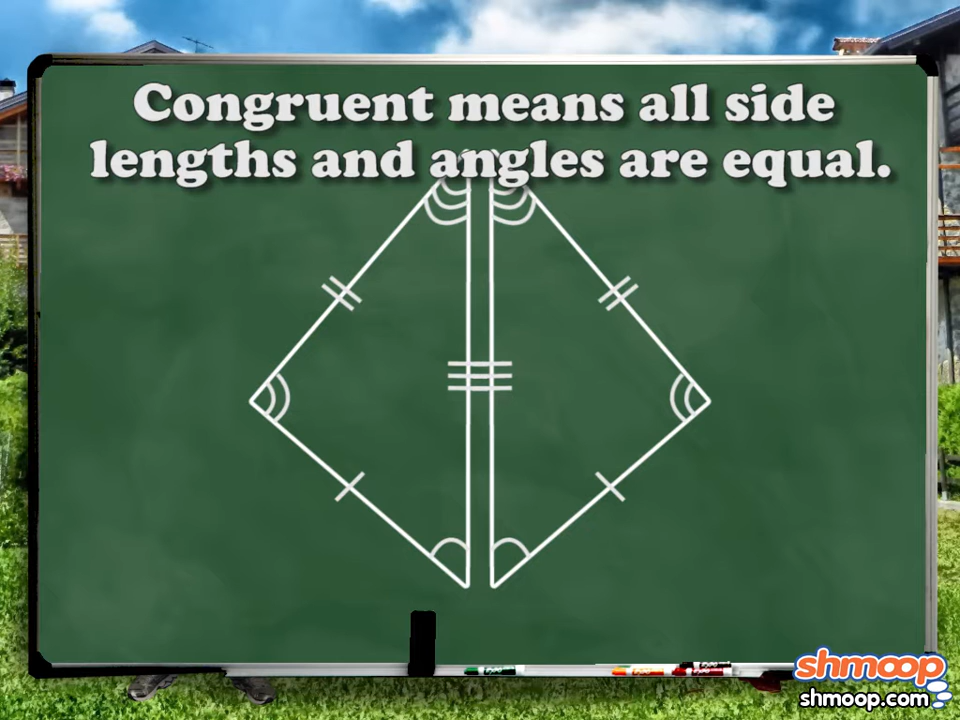 Congruent means all side
lengths and angles are equal.
shmoop
shmoop.com